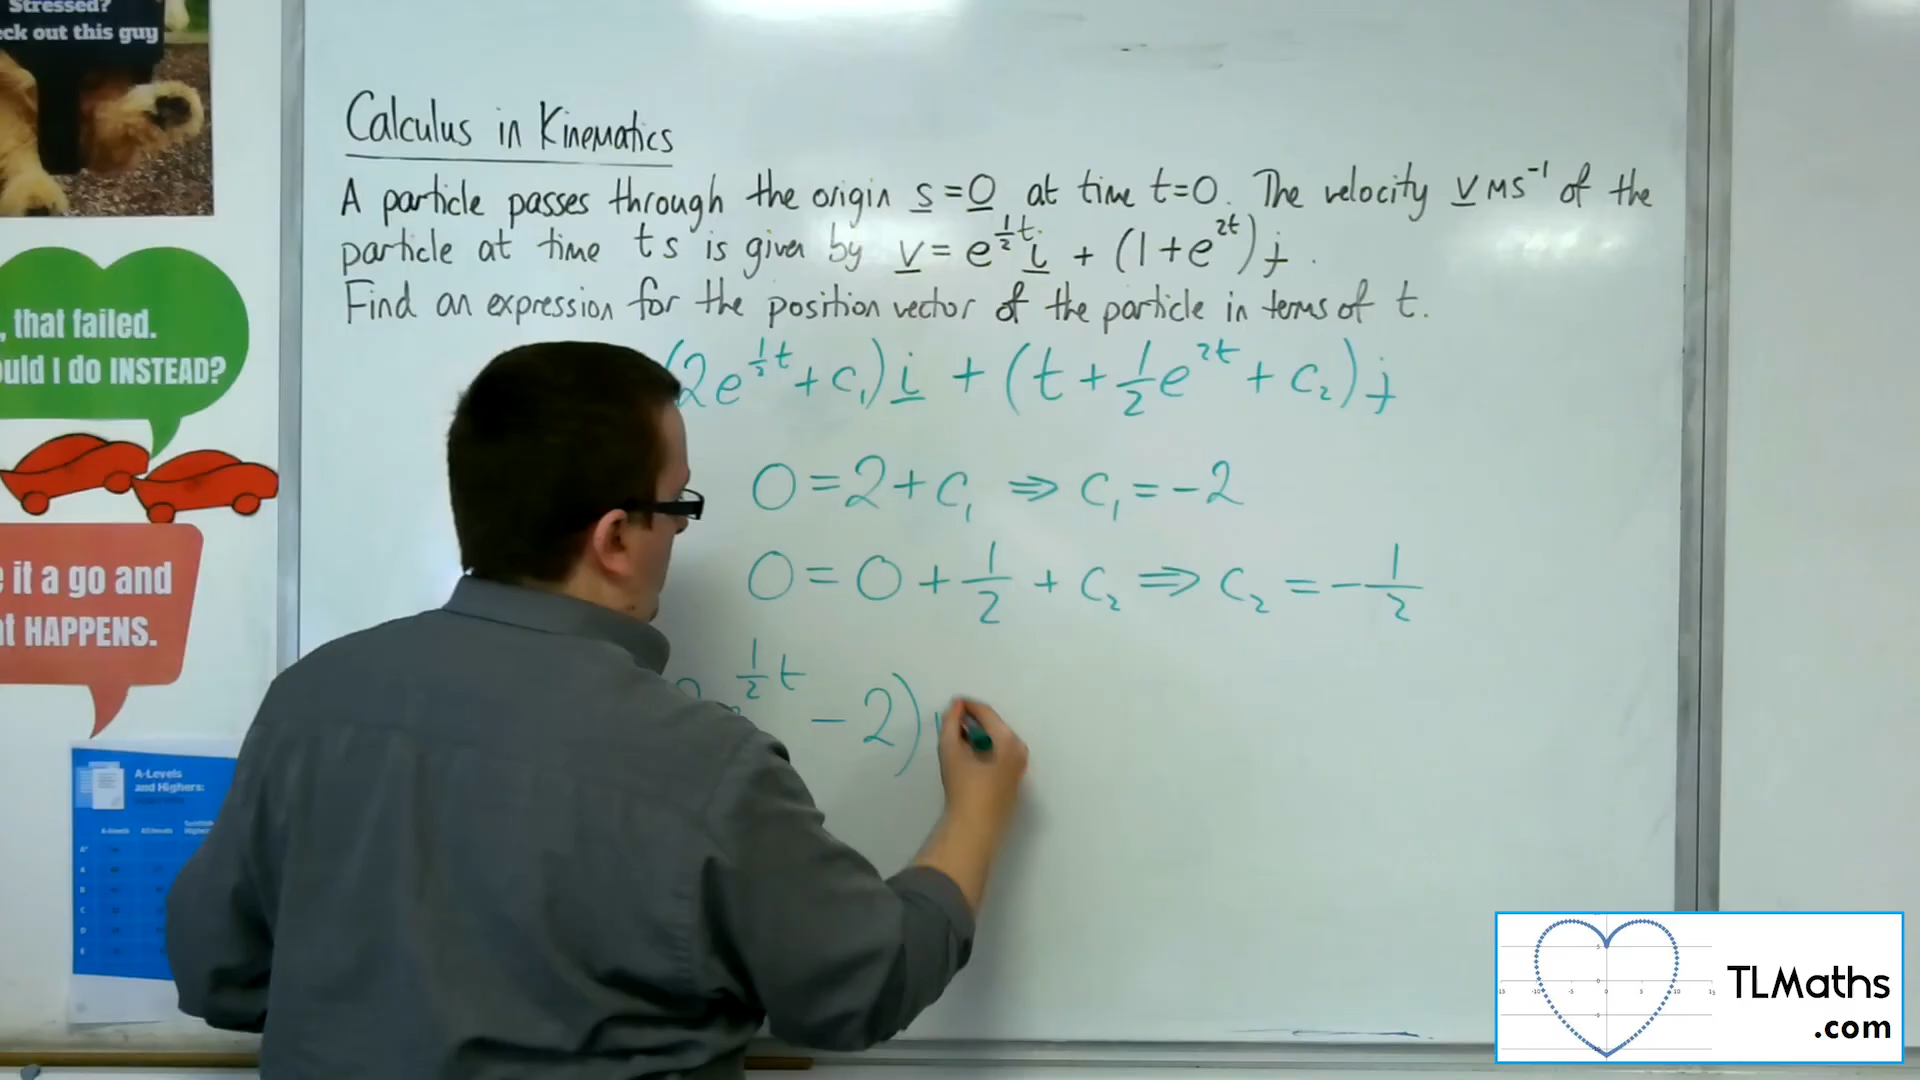 Stressed?
ck out this guy
Calculus in Kinematics
A particle passes through the origin s = 0 at time t=0. The velocity v ms⁻¹ of the
particle at time t s is given by v = e^½t i + (1+e^2t) j .
Find an expression for the position vector of the particle in terms of t.
(2e^½t + c₁) i + (t + ½e^2t + c₂) j
0 = 2 + c₁ ⇒ c₁ = -2
0 = 0 + ½ + c₂ ⇒ c₂ = -½
½t - 2)
, that failed.
uld I do INSTEAD?
it a go and
HAPPENS.
A-Levels
and Highers:
TLMaths
.com